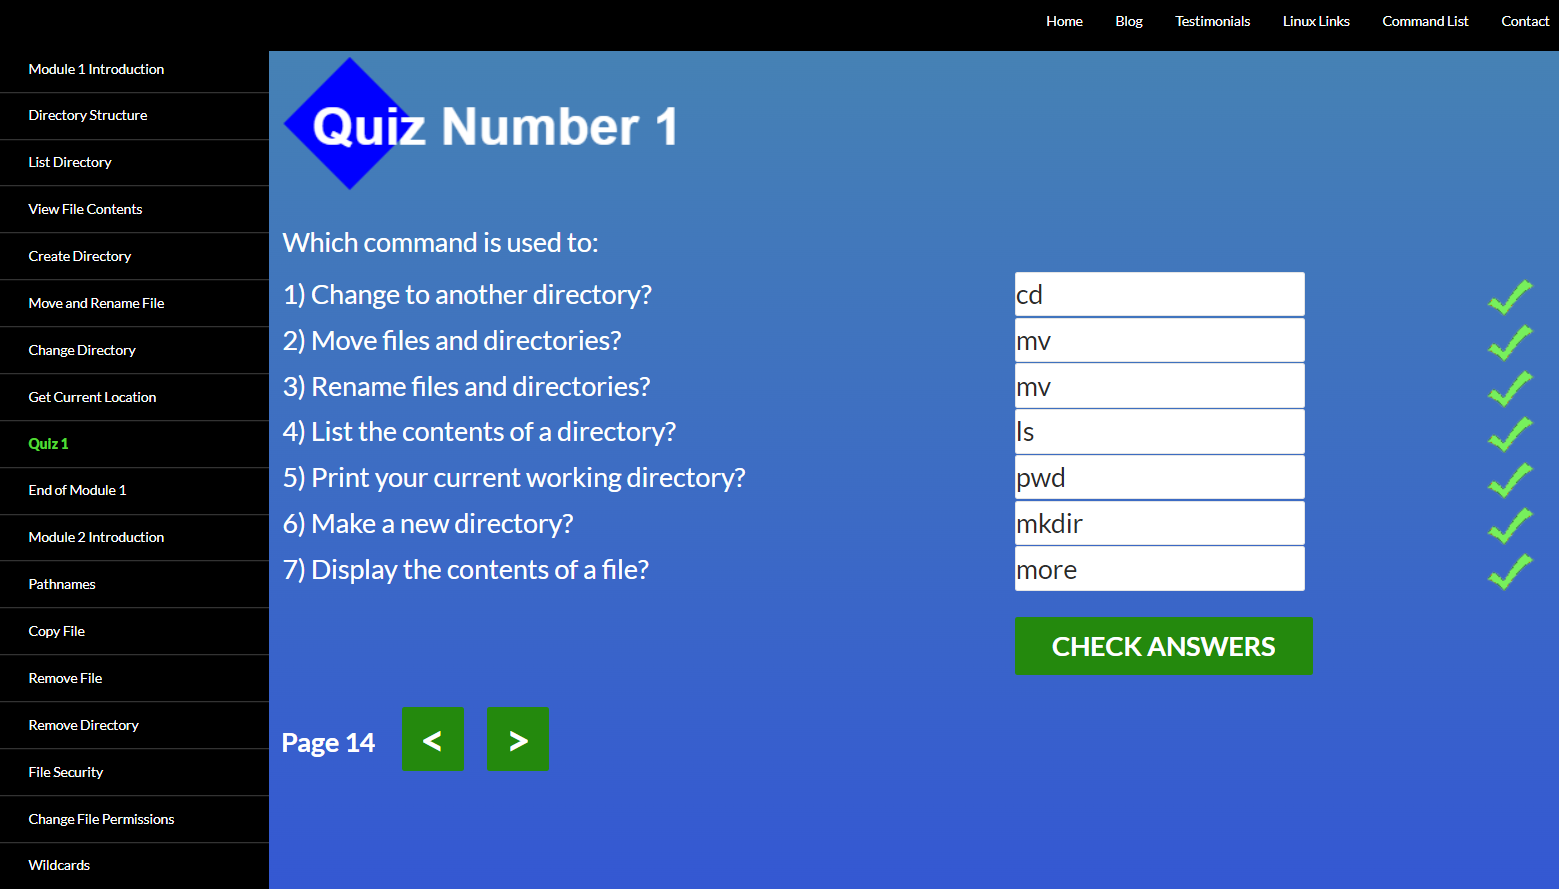 Home Blog Testimonials Linux Links Command List Contact
Module 1 Introduction
Directory Structure
List Directory
View File Contents
Create Directory
Move and Rename File
Change Directory
Get Current Location
Quiz 1
End of Module 1
Module 2 Introduction
Pathnames
Copy File
Remove File
Remove Directory
File Security
Change File Permissions
Wildcards
Quiz Number 1
Which command is used to:
1) Change to another directory? cd
2) Move files and directories? mv
3) Rename files and directories? mv
4) List the contents of a directory? ls
5) Print your current working directory? pwd
6) Make a new directory? mkdir
7) Display the contents of a file? more
CHECK ANSWERS
Page 14 < >